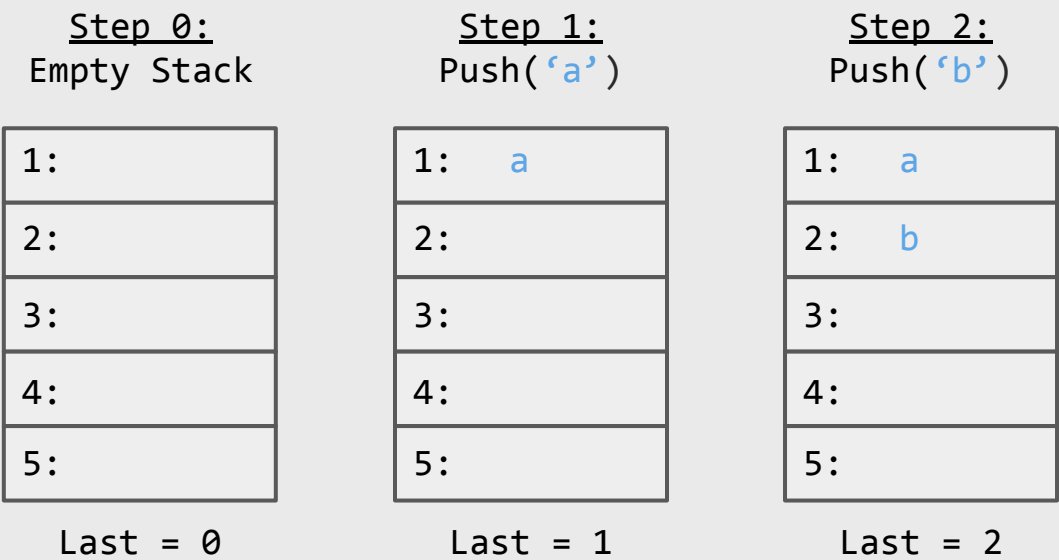 Step 0:
Empty Stack
1:
2:
3:
4:
5:
Last = 0
Step 1:
Push(‘a’)
1: a
2:
3:
4:
5:
Last = 1
Step 2:
Push(‘b’)
1: a
2: b
3:
4:
5:
Last = 2